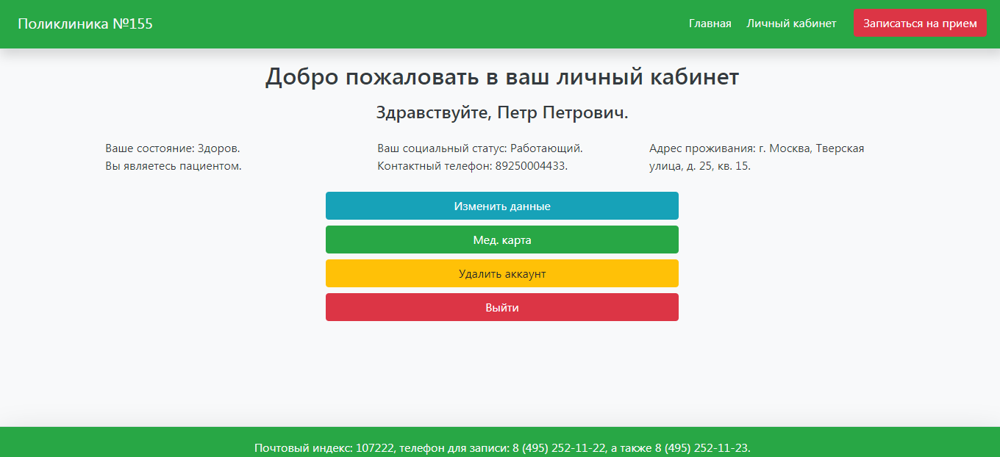 Поликлиника №155
Главная
Личный кабинет
Записаться на прием
Добро пожаловать в ваш личный кабинет
Здравствуйте, Петр Петрович.
Ваше состояние: Здоров.
Вы являетесь пациентом.
Ваш социальный статус: Работающий.
Контактный телефон: 89250004433.
Адрес проживания: г. Москва, Тверская
улица, д. 25, кв. 15.
Изменить данные
Мед. карта
Удалить аккаунт
Выйти
Почтовый индекс: 107222, телефон для записи: 8 (495) 252-11-22, а также 8 (495) 252-11-23.